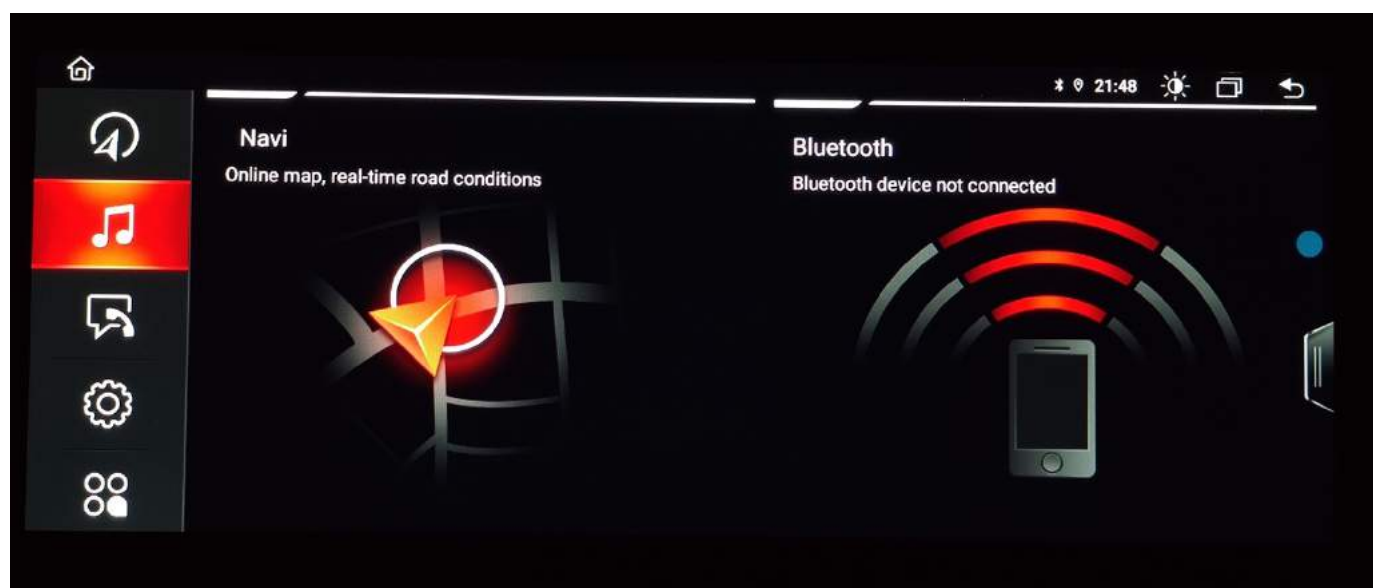 21:48
Navi
Online map, real-time road conditions
Bluetooth
Bluetooth device not connected